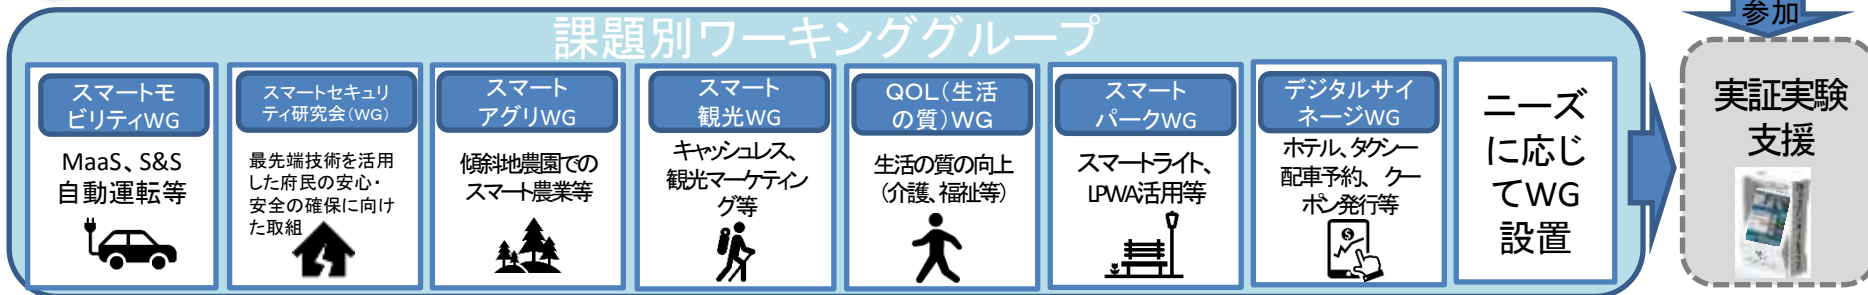 参加
課題別ワーキンググループ
スマートモ
ビリティWG
MaaS、S&S
自動運転等
スマートセキュリ
ティ研究会(WG)
最先端技術を活用
した府民の安心・
安全の確保に向け
た取組
スマート
アグリWG
傾斜地農園での
スマート農業等
スマート
観光WG
キャッシュレス、
観光マーケティン
グ等
QOL(生活
の質)WG
生活の質の向上
(介護、福祉等)
スマート
パークWG
スマートライト、
LPWA活用等
デジタルサイ
ネージWG
ホテル、タクシー
配車予約、クー
ポン発行等
ニーズ
に応じ
てWG
設置
実証実験
支援